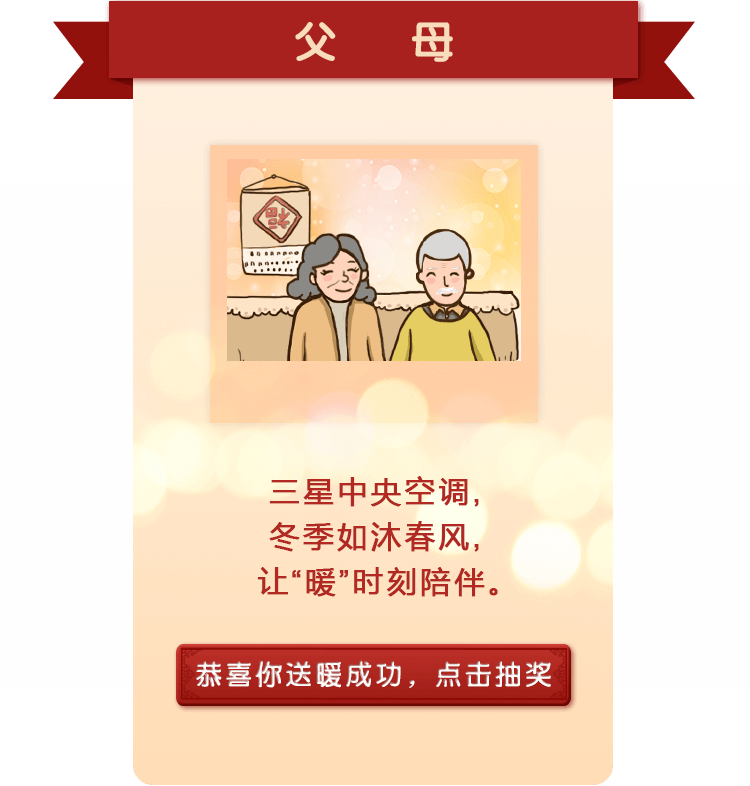 父 母
福
三星中央空调,
冬季如沐春风,
让“暖”时刻陪伴。
恭喜你送暖成功，点击抽奖